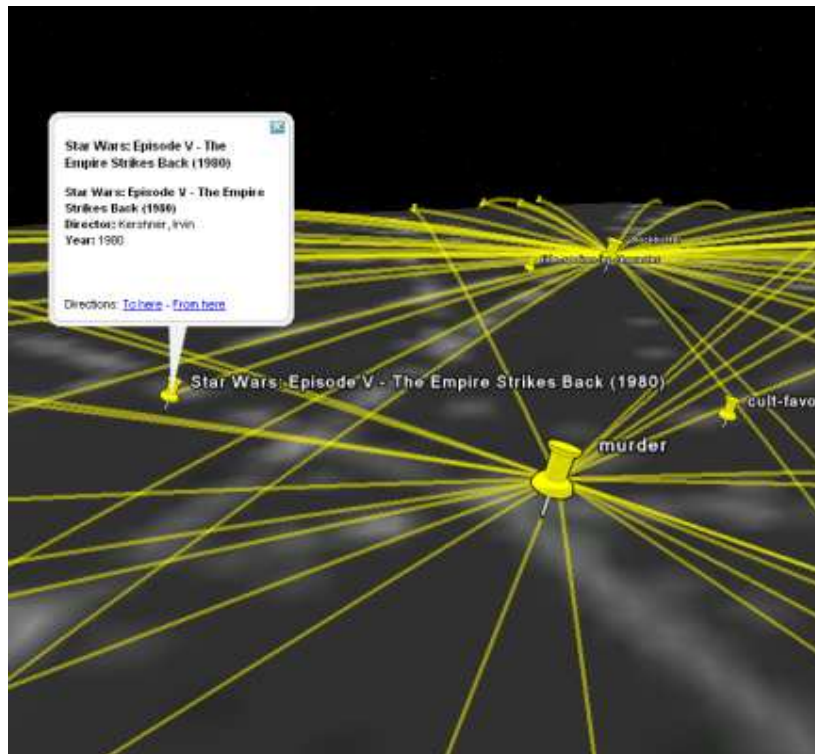 Star Wars: Episode V - The
Empire Strikes Back (1980)
Star Wars: Episode V - The Empire
Strikes Back (1980)
Director: Kershner, Irvin
Year: 1980
Directions: To here - From here
Star Wars: Episode V - The Empire Strikes Back (1980)
cult-favo
murder